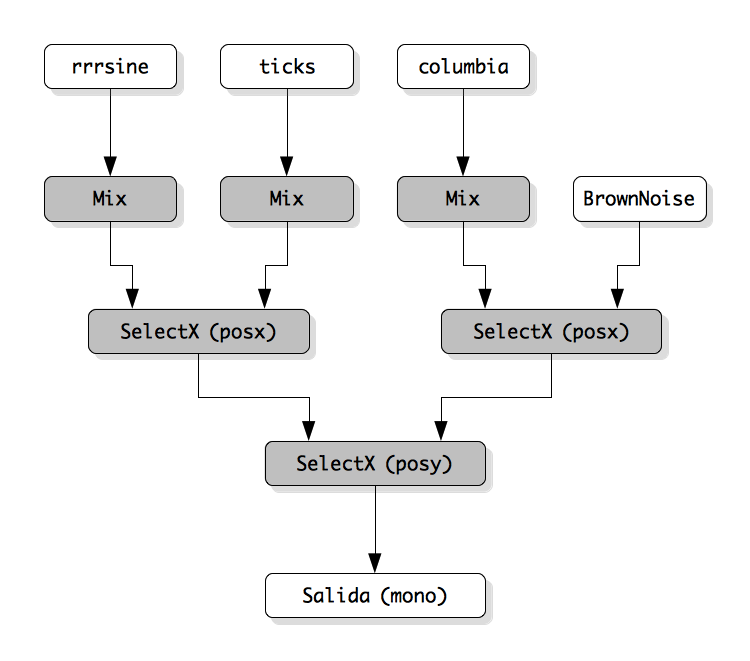 rrrsine
ticks
columbia
Mix
Mix
Mix
BrownNoise
SelectX (posx)
SelectX (posx)
SelectX (posy)
Salida (mono)